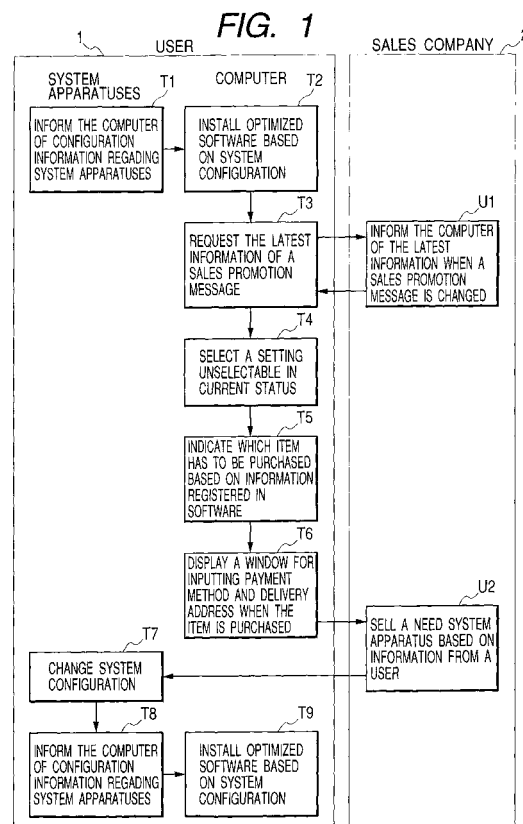 FIG. 1
1
USER
2
SALES COMPANY
SYSTEM
APPARATUSES
COMPUTER
T1
INFORM THE COMPUTER
OF CONFIGURATION
INFORMATION REGADING
SYSTEM APPARATUSES
T2
INSTALL OPTIMIZED
SOFTWARE BASED
ON SYSTEM
CONFIGURATION
T3
REQUEST THE LATEST
INFORMATION OF A
SALES PROMOTION
MESSAGE
U1
INFORM THE COMPUTER
OF THE LATEST
INFORMATION WHEN A
SALES PROMOTION
MESSAGE IS CHANGED
T4
SELECT A SETTING
UNSELECTABLE IN
CURRENT STATUS
T5
INDICATE WHICH ITEM
HAS TO BE PURCHASED
BASED ON INFORMATION
REGISTERED IN
SOFTWARE
T6
DISPLAY A WINDOW FOR
INPUTTING PAYMENT
METHOD AND DELIVERY
ADDRESS WHEN THE
ITEM IS PURCHASED
U2
SELL A NEED SYSTEM
APPARATUS BASED ON
INFORMATION FROM A
USER
T7
CHANGE SYSTEM
CONFIGURATION
T8
INFORM THE COMPUTER
OF CONFIGURATION
INFORMATION REGADING
SYSTEM APPARATUSES
T9
INSTALL OPTIMIZED
SOFTWARE BASED ON
SYSTEM
CONFIGURATION